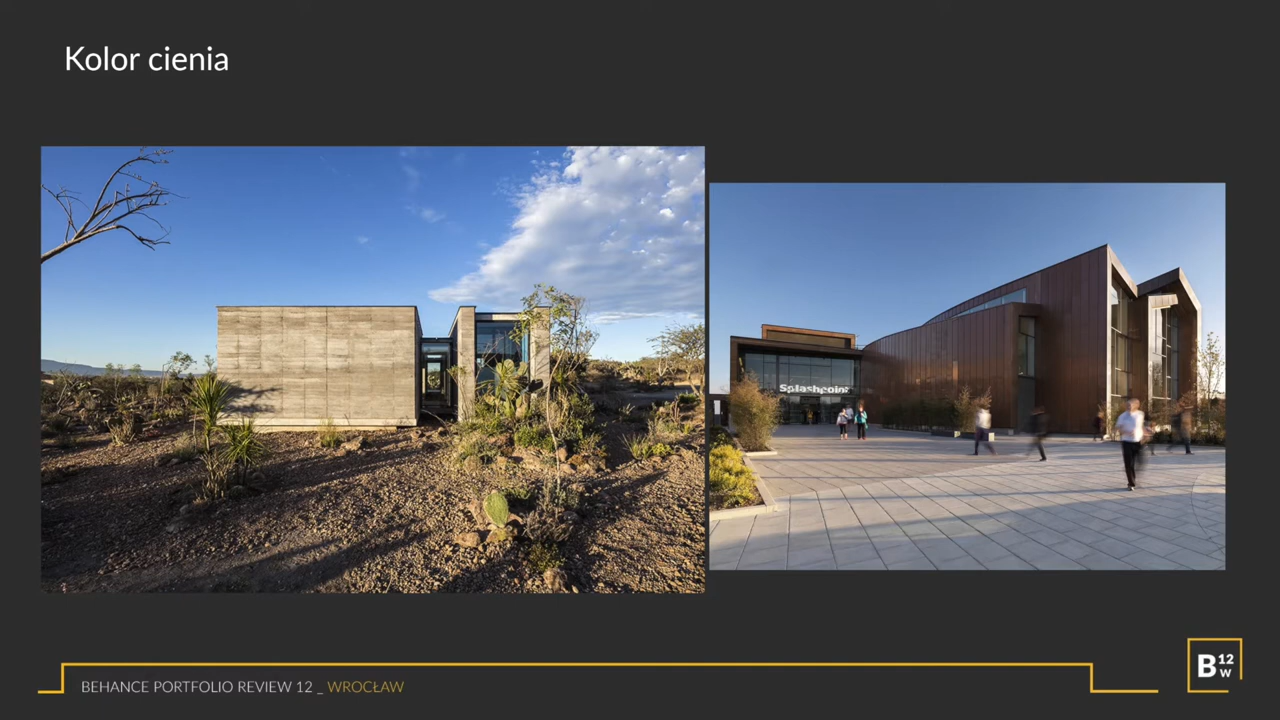 Kolor cienia
Splashpoint
BEHANCE PORTFOLIO REVIEW 12 _ WROCŁAW
B 12
W